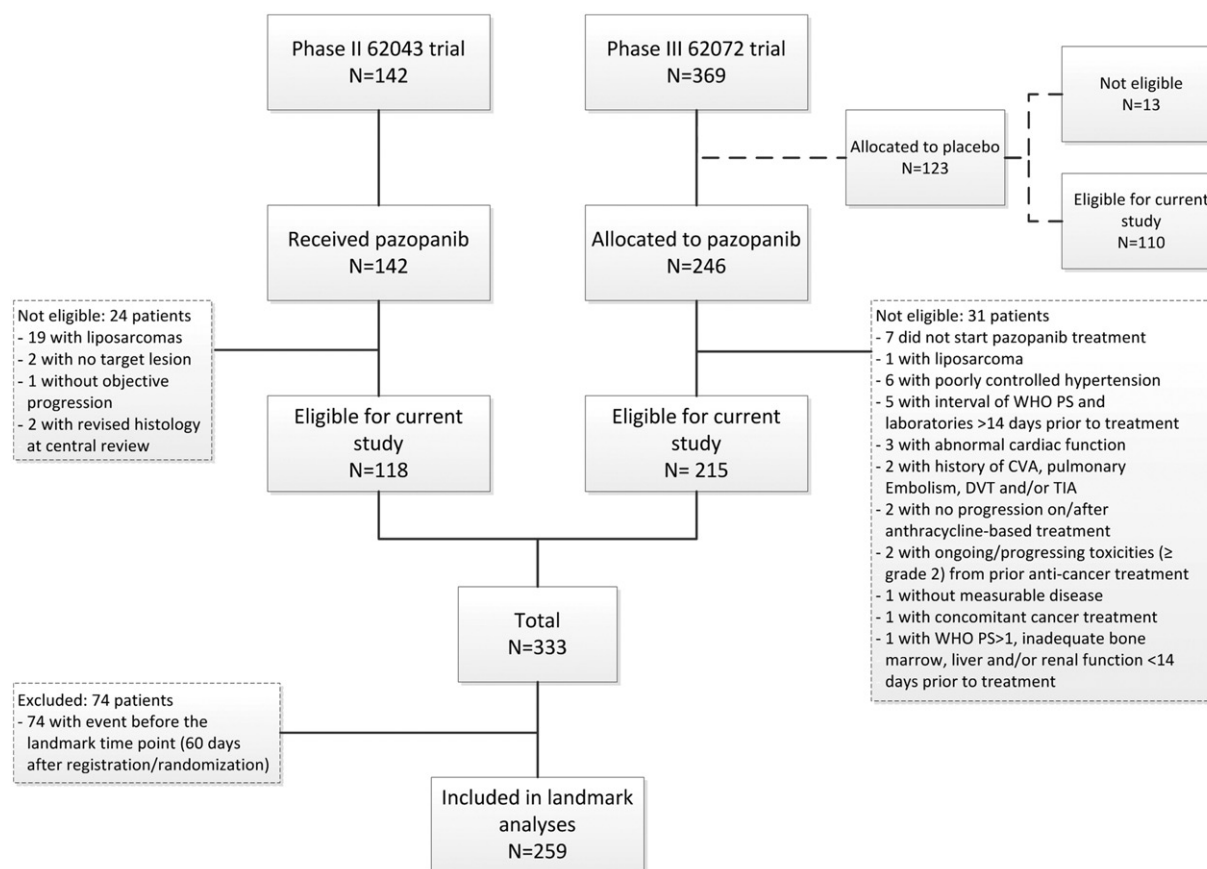 Phase II 62043 trial
N=142
Phase III 62072 trial
N=369
Not eligible
N=13
Allocated to placebo
N=123
Eligible for current
study
N=110
Received pazopanib
N=142
Allocated to pazopanib
N=246
Not eligible: 24 patients
- 19 with liposarcomas
- 2 with no target lesion
- 1 without objective
progression
- 2 with revised histology
at central review
Not eligible: 31 patients
- 7 did not start pazopanib treatment
- 1 with liposarcoma
- 6 with poorly controlled hypertension
- 5 with interval of WHO PS and
laboratories >14 days prior to treatment
- 3 with abnormal cardiac function
- 2 with history of CVA, pulmonary
Embolism, DVT and/or TIA
- 2 with no progression on/after
anthracycline-based treatment
- 2 with ongoing/progressing toxicities (≥
grade 2) from prior anti-cancer treatment
- 1 without measurable disease
- 1 with concomitant cancer treatment
- 1 with WHO PS>1, inadequate bone
marrow, liver and/or renal function <14
days prior to treatment
Eligible for current
study
N=118
Eligible for current
study
N= 215
Total
N=333
Excluded: 74 patients
- 74 with event before the
landmark time point (60 days
after registration/randomization)
Included in landmark
analyses
N=259